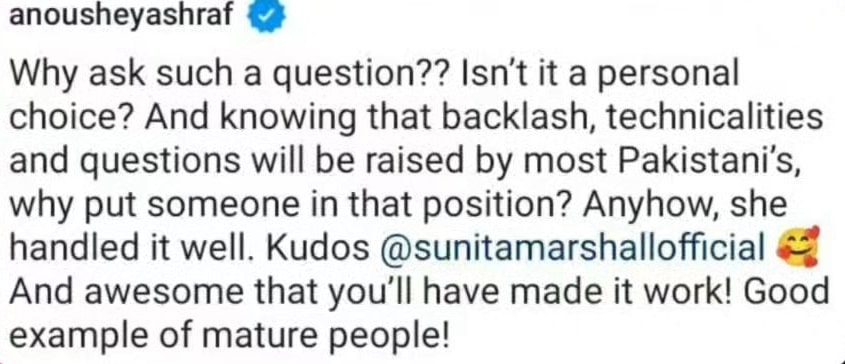 anousheyashraf
Why ask such a question?? Isn't it a personal
choice? And knowing that backlash, technicalities
and questions will be raised by most Pakistani's,
why put someone in that position? Anyhow, she
handled it well. Kudos @sunitamarshallofficial 🥰
And awesome that you'll have made it work! Good
example of mature people!